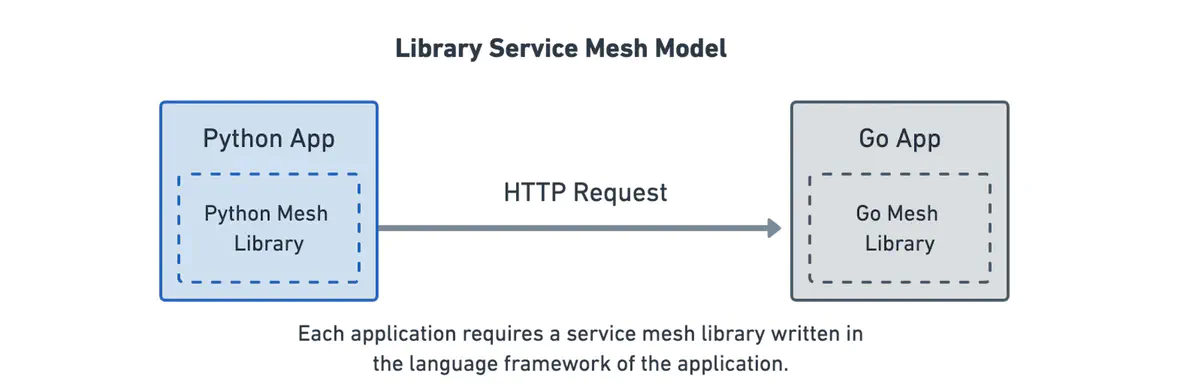 Library Service Mesh Model
Python App
Python Mesh
Library
HTTP Request
Go App
Go Mesh
Library
Each application requires a service mesh library written in
the language framework of the application.